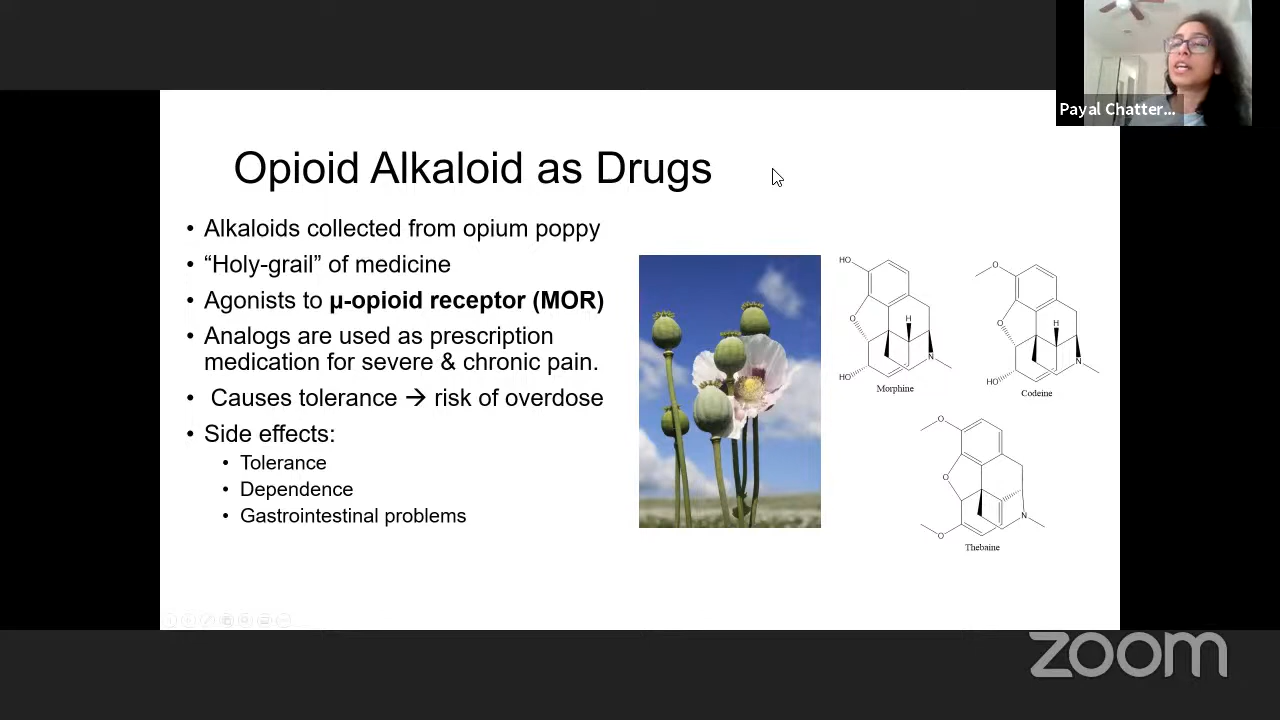 Payal Chatter...
Opioid Alkaloid as Drugs
• Alkaloids collected from opium poppy
• “Holy-grail” of medicine
• Agonists to µ-opioid receptor (MOR)
• Analogs are used as prescription
medication for severe & chronic pain.
• Causes tolerance → risk of overdose
• Side effects:
• Tolerance
• Dependence
• Gastrointestinal problems
HO
O
H
N
HO
Morphine
O
O
H
N
HO
Codeine
O
O
N
O
Thebaine
zoom